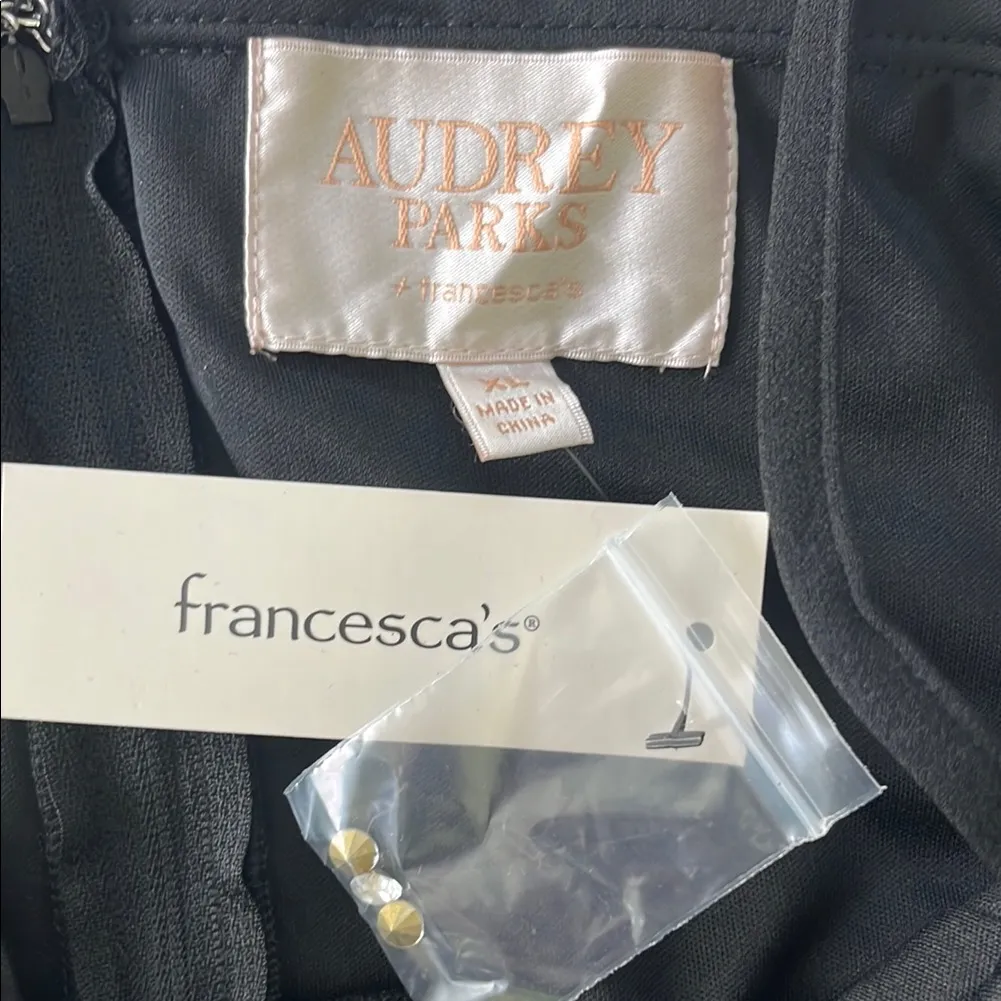 AUDREY
PARKS
+ francesca's
XL
MADE IN
CHINA
francesca's®